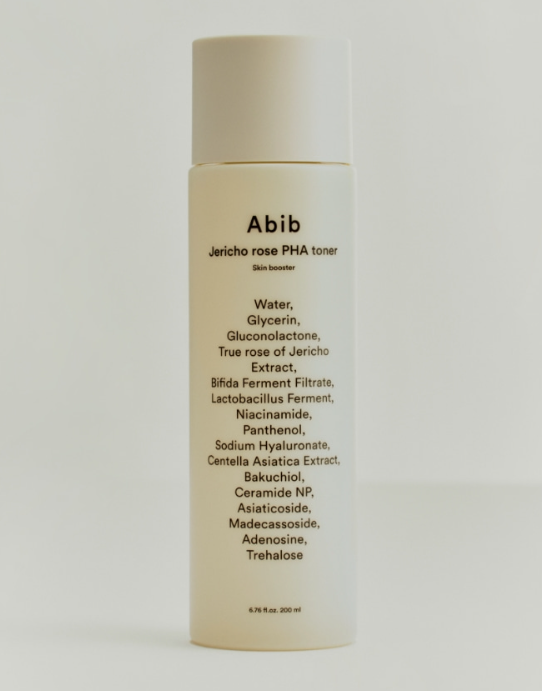 Abib
Jericho rose PHA toner
Skin booster
Water,
Glycerin,
Gluconolactone,
True rose of Jericho
Extract,
Bifida Ferment Filtrate,
Lactobacillus Ferment,
Niacinamide,
Panthenol,
Sodium Hyaluronate,
Centella Asiatica Extract,
Bakuchiol,
Ceramide NP,
Asiaticoside,
Madecassoside,
Adenosine,
Trehalose
6.76 fl.oz. 200 ml